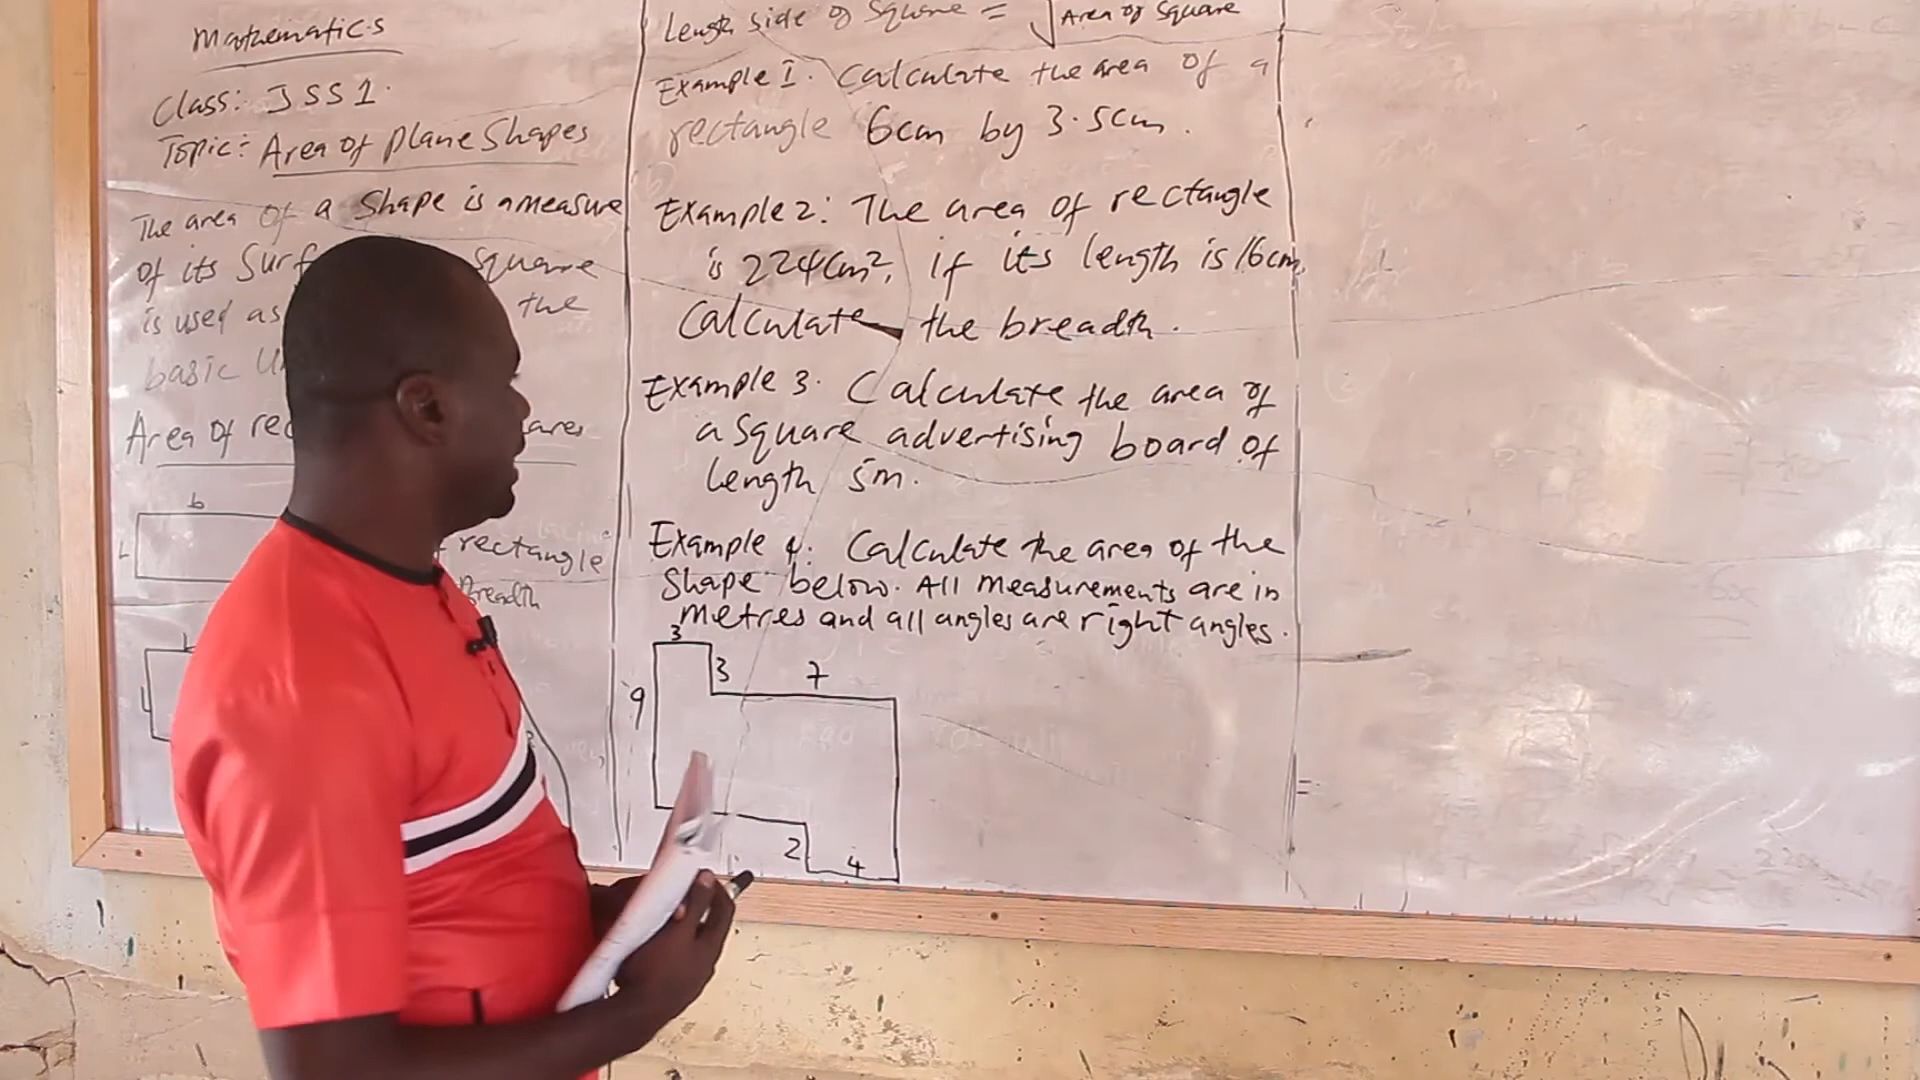 Mathematics
Class: JSS1.
Topic: Area of plane Shapes
The area of a Shape is a measure
of its Surf square
is used as the
basic U
Area of rec ares
b
L
rectangle
Breadth
L
Length side of Square = √Area of Square
Example 1. Calculate the area of a
rectangle 6cm by 3.5cm.
Example 2: The area of rectangle
is 224cm², if its length is 16cm,
Calculate the breadth.
Example 3. Calculate the area of
a square advertising board of
length 5m.
Example 4. Calculate the area of the
Shape below. All measurements are in
metres and all angles are right angles.
3
3
7
9
2
4